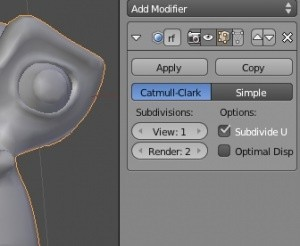 Add Modifier
rf
Apply
Copy
Catmull-Clark
Simple
Subdivisions:
Options:
View: 1
Subdivide U
Render: 2
Optimal Disp